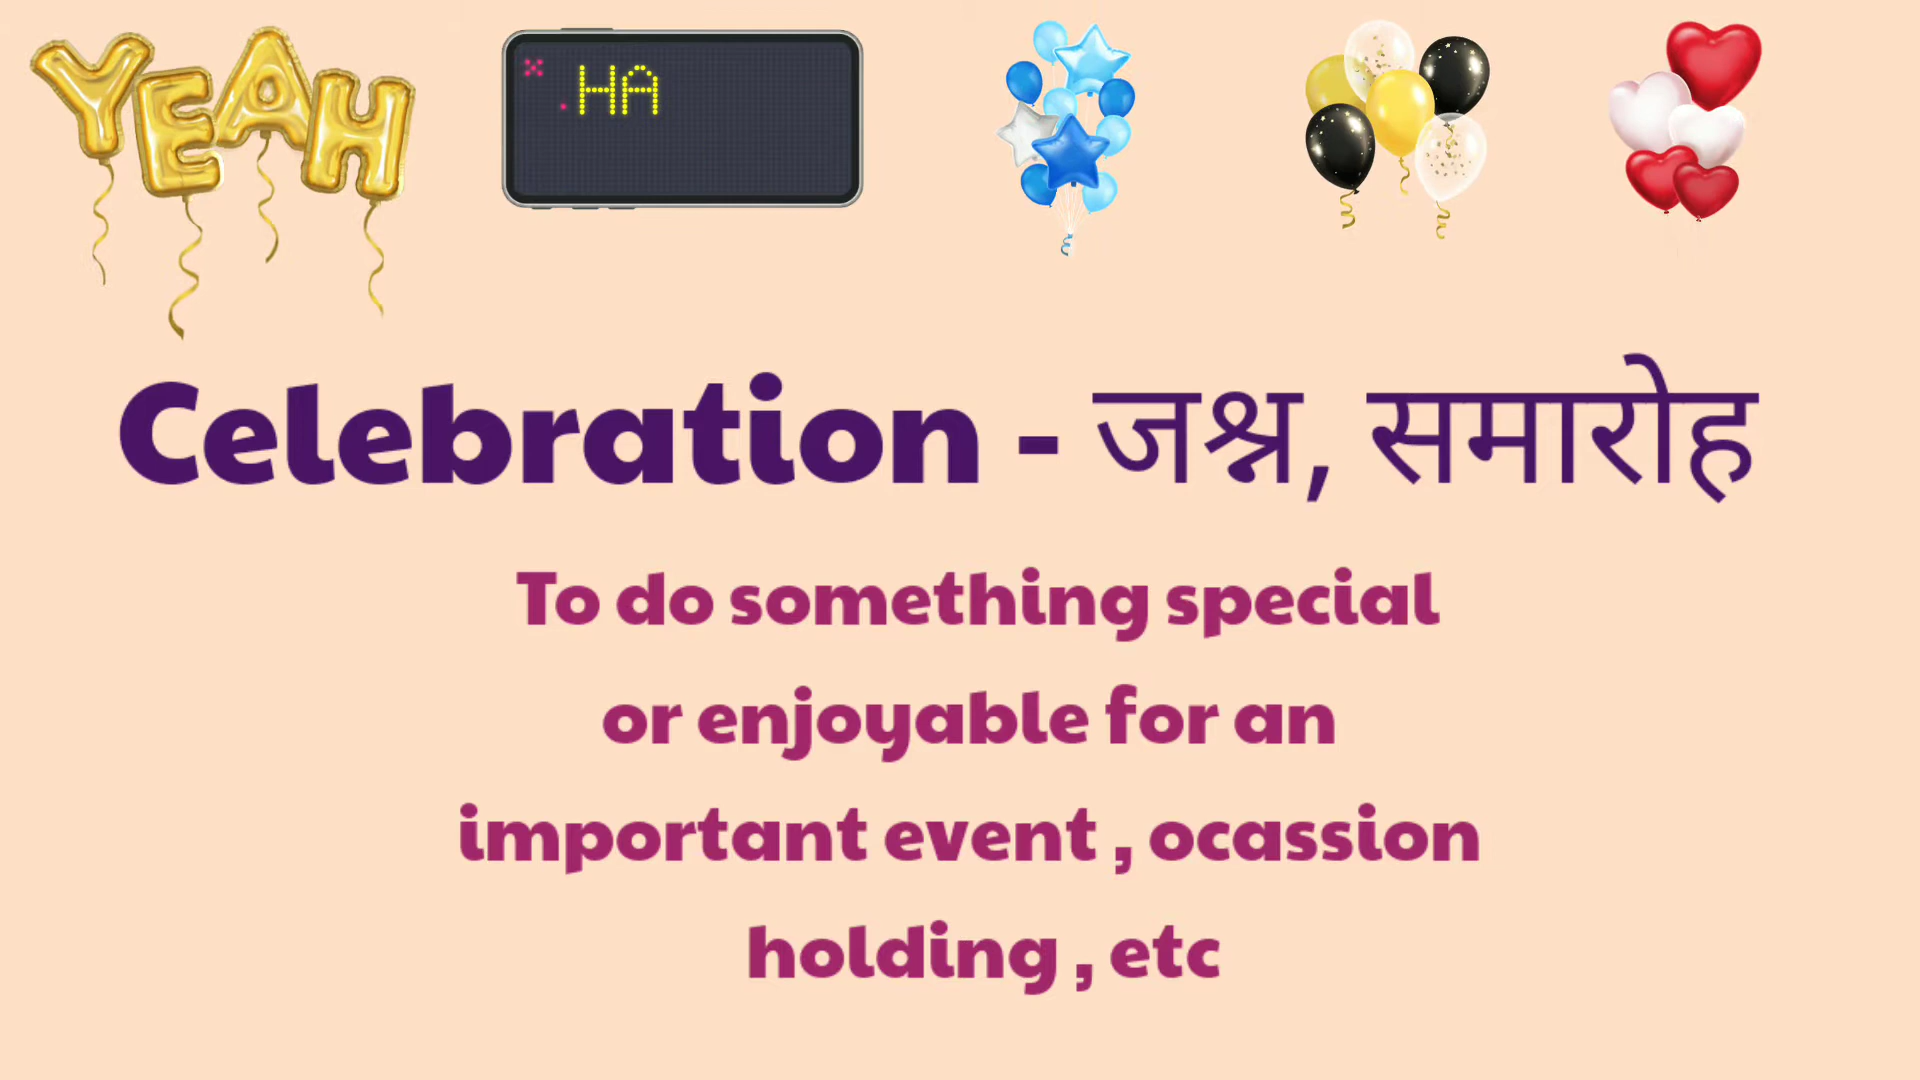 YEAH
HA
Celebration - जश्न, समारोह
To do something special
or enjoyable for an
important event , ocassion
holding , etc